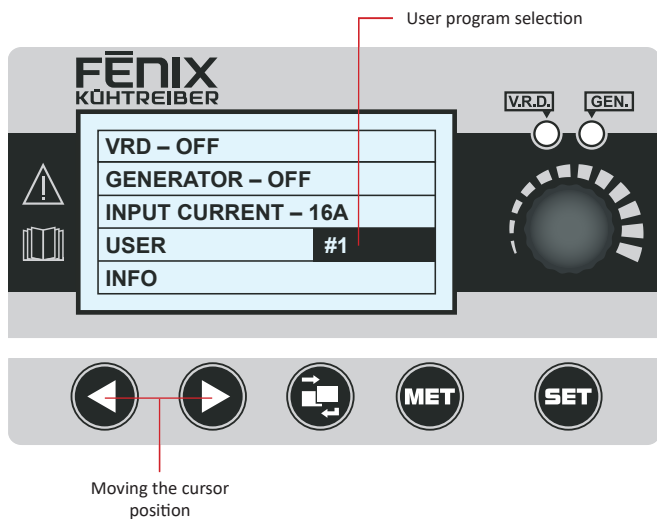 User program selection
FĒNIX
KÜHTREIBER
V.R.D.
GEN.
VRD – OFF
GENERATOR – OFF
INPUT CURRENT – 16A
USER #1
INFO
MET
SET
Moving the cursor
position